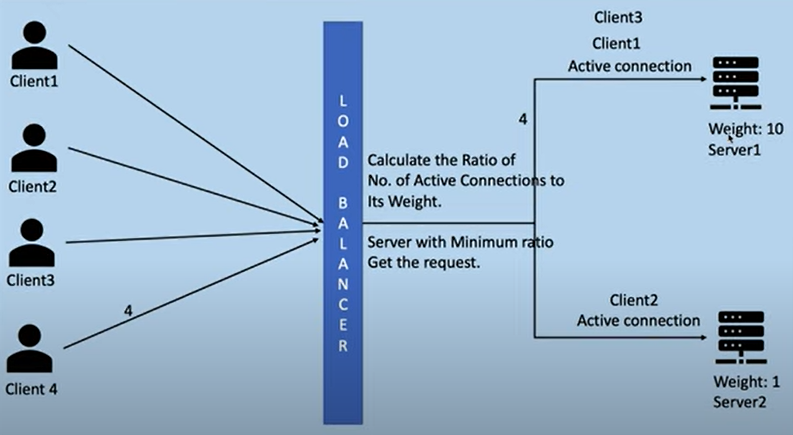 Client1
Client2
Client3
4
Client 4
LOAD BALANCER
Calculate the Ratio of
No. of Active Connections to
Its Weight.
Server with Minimum ratio
Get the request.
4
Client3
Client1
Active connection
Weight: 10
Server1
Client2
Active connection
Weight: 1
Server2